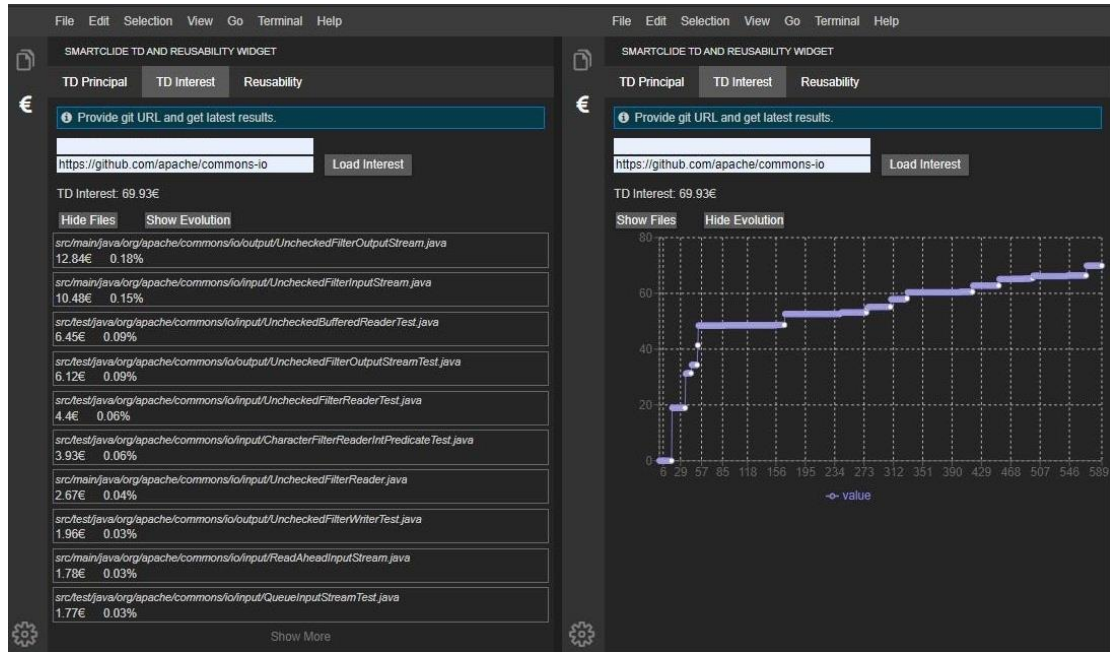 File Edit Selection View Go Terminal Help
SMARTCLIDE TD AND REUSABILITY WIDGET
TD Principal TD Interest Reusability
€
Provide git URL and get latest results.
https://github.com/apache/commons-io Load Interest
TD Interest: 69.93€
Hide Files Show Evolution
src/main/java/org/apache/commons/io/output/UncheckedFilterOutputStream.java
12.84€ 0.18%
src/main/java/org/apache/commons/io/input/UncheckedFilterInputStream.java
10.48€ 0.15%
src/test/java/org/apache/commons/io/input/UncheckedBufferedReaderTest.java
6.45€ 0.09%
src/test/java/org/apache/commons/io/output/UncheckedFilterOutputStreamTest.java
6.12€ 0.09%
src/test/java/org/apache/commons/io/input/UncheckedFilterReaderTest.java
4.4€ 0.06%
src/test/java/org/apache/commons/io/input/CharacterFilterReaderIntPredicateTest.java
3.93€ 0.06%
src/main/java/org/apache/commons/io/input/UncheckedFilterReader.java
2.67€ 0.04%
src/test/java/org/apache/commons/io/output/UncheckedFilterWriterTest.java
1.96€ 0.03%
src/main/java/org/apache/commons/io/input/ReadAheadInputStream.java
1.78€ 0.03%
src/test/java/org/apache/commons/io/input/QueueInputStreamTest.java
1.77€ 0.03%
Show More
File Edit Selection View Go Terminal Help
SMARTCLIDE TD AND REUSABILITY WIDGET
TD Principal TD Interest Reusability
€
Provide git URL and get latest results.
https://github.com/apache/commons-io Load Interest
TD Interest: 69.93€
Show Files Hide Evolution
80
60
40
20
0
6 29 57 85 118 156 195 234 273 312 351 390 429 468 507 546 589
value